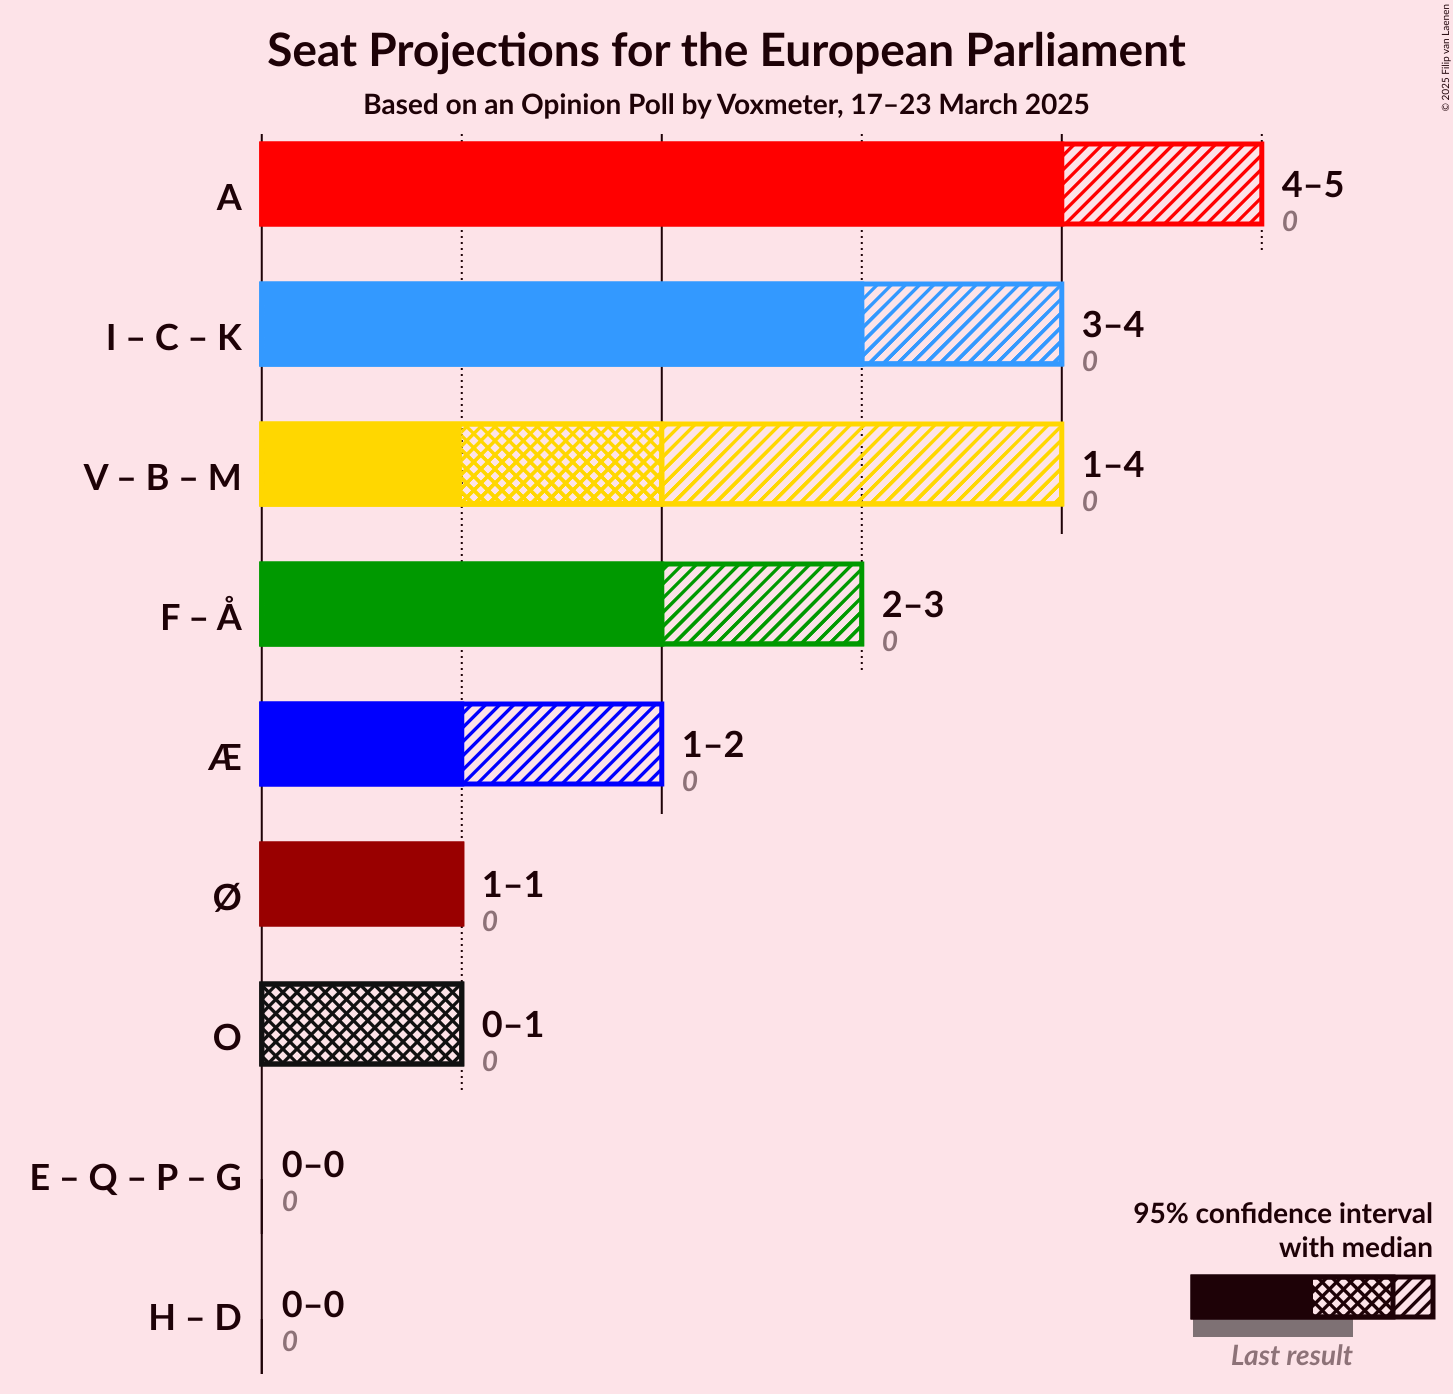 Seat Projections for the European Parliament
Based on an Opinion Poll by Voxmeter, 17–23 March 2025
© 2025 Filip van Laenen
A
4–5
0
I – C – K
3–4
0
V – B – M
1–4
0
F – Å
2–3
0
Æ
1–2
0
Ø
1–1
0
O
0–1
0
E – Q – P – G
0–0
0
H – D
0–0
0
95% confidence interval
with median
Last result